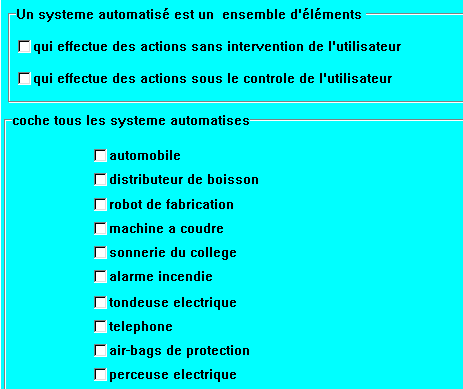 Un systeme automatisé est un ensemble d'éléments
qui effectue des actions sans intervention de l'utilisateur
qui effectue des actions sous le controle de l'utilisateur
coche tous les systeme automatises
automobile
distributeur de boisson
robot de fabrication
machine a coudre
sonnerie du college
alarme incendie
tondeuse electrique
telephone
air-bags de protection
perceuse electrique